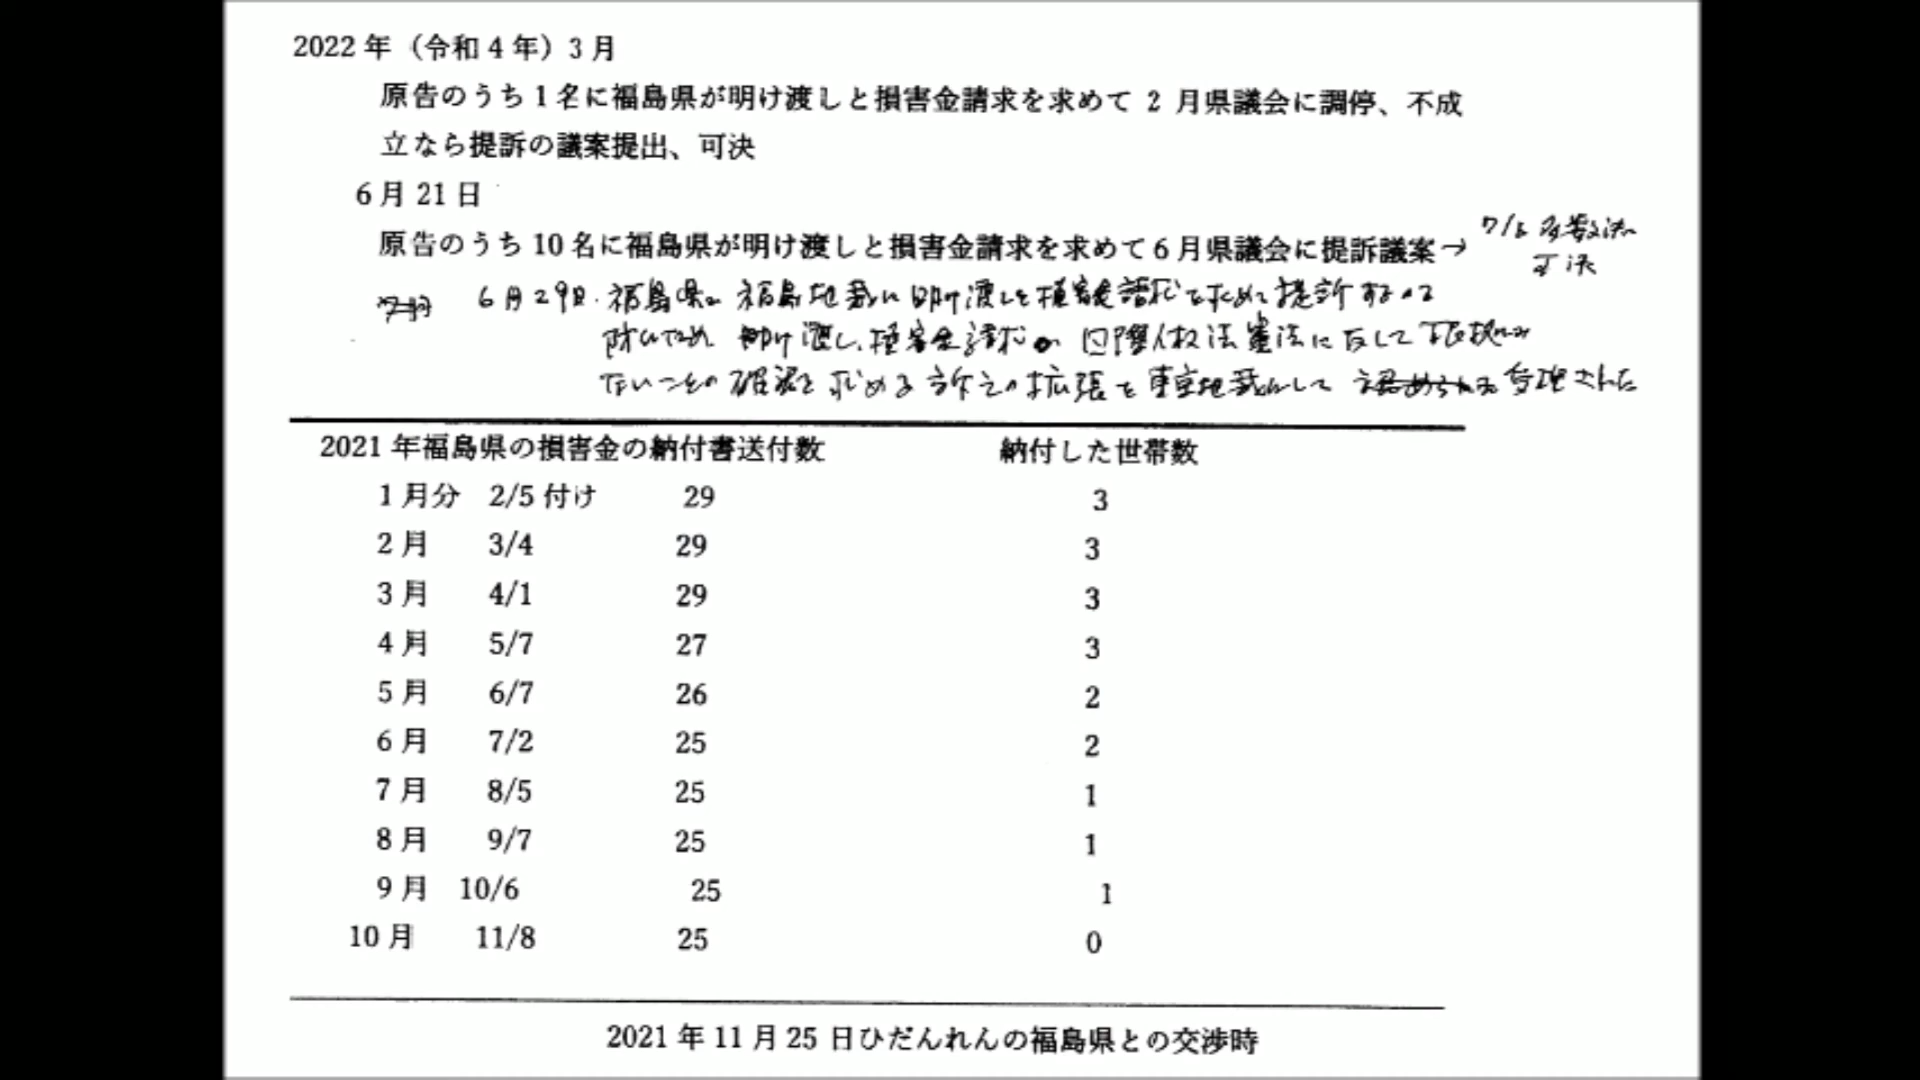 2022年（令和4年）3月
原告のうち1名に福島県が明け渡しと損害金請求を求めて2月県議会に調停、不成
立なら提訴の議案提出、可決
6月21日
原告のうち10名に福島県が明け渡しと損害金請求を求めて6月県議会に提訴議案→
多数決
可決
6月29日.福島県が福島地裁に明け渡しと損害金請求を求めて提訴するのを
防ぐため 明け渡し、損害金請求が国際人権法憲法に反して
ないことの確認を求める訴えの拡張を東京地裁にして 受理された
2021年福島県の損害金の納付書送付数 納付した世帯数
1月分 2/5付け 29 3
2月 3/4 29 3
3月 4/1 29 3
4月 5/7 27 3
5月 6/7 26 2
6月 7/2 25 2
7月 8/5 25 1
8月 9/7 25 1
9月 10/6 25 1
10月 11/8 25 0
2021年11月25日ひだんれんの福島県との交渉時